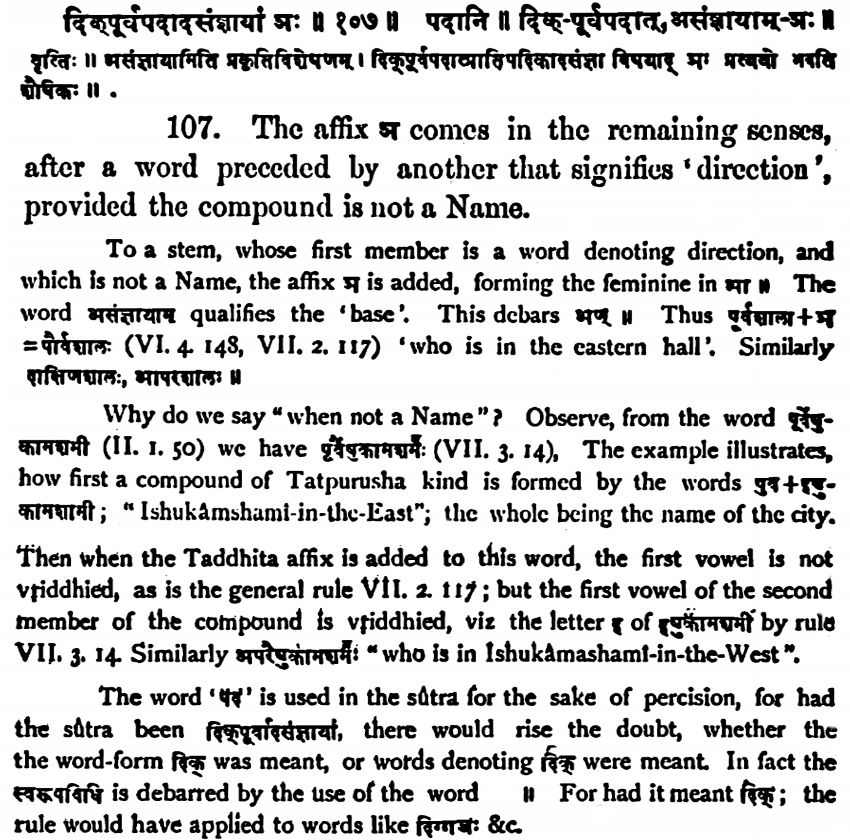 दिक्पूर्वपदादसंज्ञायां ञः ॥ १०७ ॥ पदानि ॥ दिक्-पूर्वपदात्, असंज्ञायाम्-ञः ॥
वृत्तिः ॥ असंज्ञायामिति प्रकृतिविशेषणम् । दिक्पूर्वपदात्प्रातिपदिकादसंज्ञा विषयाद् ञः प्रत्ययो भवति
शैषिकः ॥ .
107. The affix ञ comes in the remaining senses,
after a word preceded by another that signifies ‘direction’,
provided the compound is not a Name.
To a stem, whose first member is a word denoting direction, and
which is not a Name, the affix ञ is added, forming the feminine in आ ॥ The
word असंज्ञायाम् qualifies the ‘base’. This debars अण् ॥ Thus पूर्वशाला+ञ
=पौर्वशालः (VI. 4. 148, VII. 2. 117) ‘who is in the eastern hall’. Similarly
दाक्षिणशालः, आपरशालः ॥
Why do we say “when not a Name”? Observe, from the word पूर्वेषु-
कामशमी (II. 1. 50) we have पूर्वैषुकामशमः (VII. 3. 14), The example illustrates,
how first a compound of Tatpurusha kind is formed by the words पुर्व+इषु-
कामशमी; “Ishukâmshami-in-the-East”; the whole being the name of the city.
Then when the Taddhita affix is added to this word, the first vowel is not
vṛiddhied, as is the general rule VII. 2. 117; but the first vowel of the second
member of the compound is vṛiddhied, viz the letter इ of इषुकामशमी by rule
VII. 3. 14. Similarly अपरैषुकामशमः “who is in Ishukâmashamî-in-the-West”.
The word ‘पद’ is used in the sûtra for the sake of percision, for had
the sûtra been दिक्पूर्वादसंज्ञायां, there would rise the doubt, whether the
the word-form दिक् was meant, or words denoting दिक् were meant. In fact the
स्वरूपविधि is debarred by the use of the word ॥ For had it meant दिक्; the
rule would have applied to words like &c.